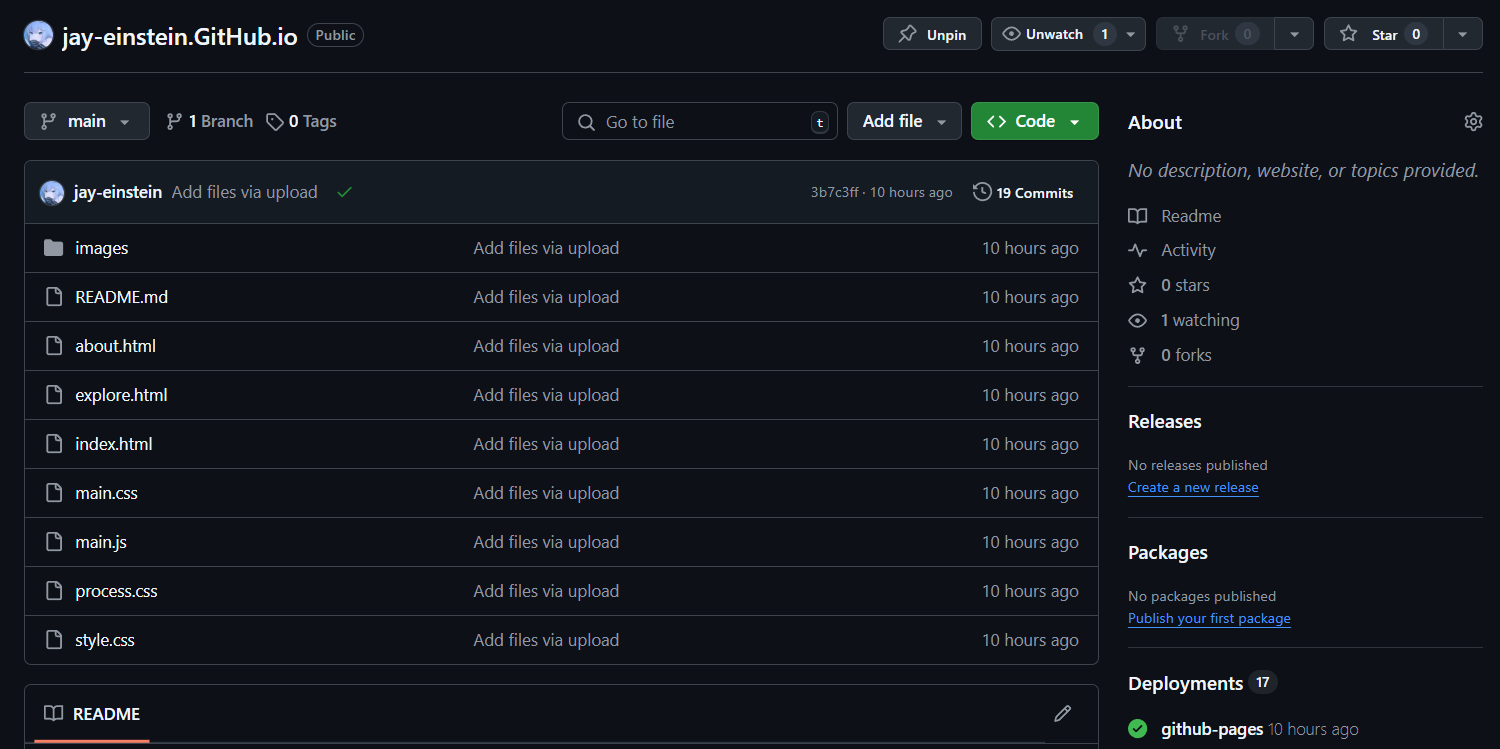 jay-einstein.GitHub.io Public Unpin Unwatch 1 Fork 0 Star 0
main 1 Branch 0 Tags Go to file t Add file Code
jay-einstein Add files via upload 3b7c3ff · 10 hours ago 19 Commits
images Add files via upload 10 hours ago
README.md Add files via upload 10 hours ago
about.html Add files via upload 10 hours ago
explore.html Add files via upload 10 hours ago
index.html Add files via upload 10 hours ago
main.css Add files via upload 10 hours ago
main.js Add files via upload 10 hours ago
process.css Add files via upload 10 hours ago
style.css Add files via upload 10 hours ago
README
About
No description, website, or topics provided.
Readme
Activity
0 stars
1 watching
0 forks
Releases
No releases published
Create a new release
Packages
No packages published
Publish your first package
Deployments 17
github-pages 10 hours ago